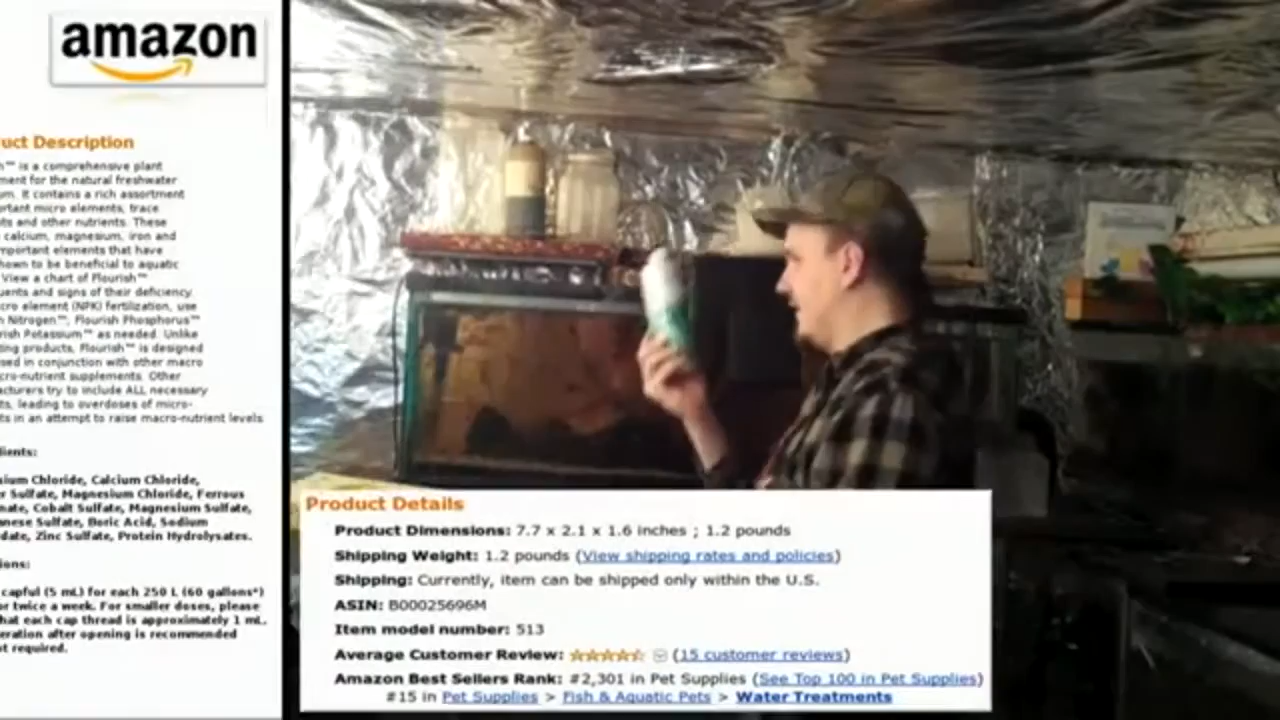 amazon
uct Description
™ is a comprehensive plant
ment for the natural freshwater
um. It contains a rich assortment
ortant micro elements, trace
ts and other nutrients. These
calcium, magnesium, iron and
mportant elements that have
hown to be beneficial to aquatic
View a chart of Flourish™
uents and signs of their deficiency.
cro element (NPK) fertilization, use
Nitrogen™, Flourish Phosphorus™
rish Potassium™ as needed. Unlike
ting products, Flourish™ is designed
sed in conjunction with other macro
cro-nutrient supplements. Other
acturers try to include ALL necessary
ts, leading to overdoses of micro-
ts in an attempt to raise macro-nutrient levels
dients:
sium Chloride, Calcium Chloride,
r Sulfate, Magnesium Chloride, Ferrous
nate, Cobalt Sulfate, Magnesium Sulfate,
anese Sulfate, Boric Acid, Sodium
date, Zinc Sulfate, Protein Hydrolysates.
ions:
capful (5 mL) for each 250 L (60 gallons*)
or twice a week. For smaller doses, please
hat each cap thread is approximately 1 mL.
eration after opening is recommended
ot required.
Product Details
Product Dimensions: 7.7 x 2.1 x 1.6 inches ; 1.2 pounds
Shipping Weight: 1.2 pounds (View shipping rates and policies)
Shipping: Currently, item can be shipped only within the U.S.
ASIN: B00025696M
Item model number: 513
Average Customer Review: (15 customer reviews)
Amazon Best Sellers Rank: #2,301 in Pet Supplies (See Top 100 in Pet Supplies)
#15 in Pet Supplies > Fish & Aquatic Pets > Water Treatments